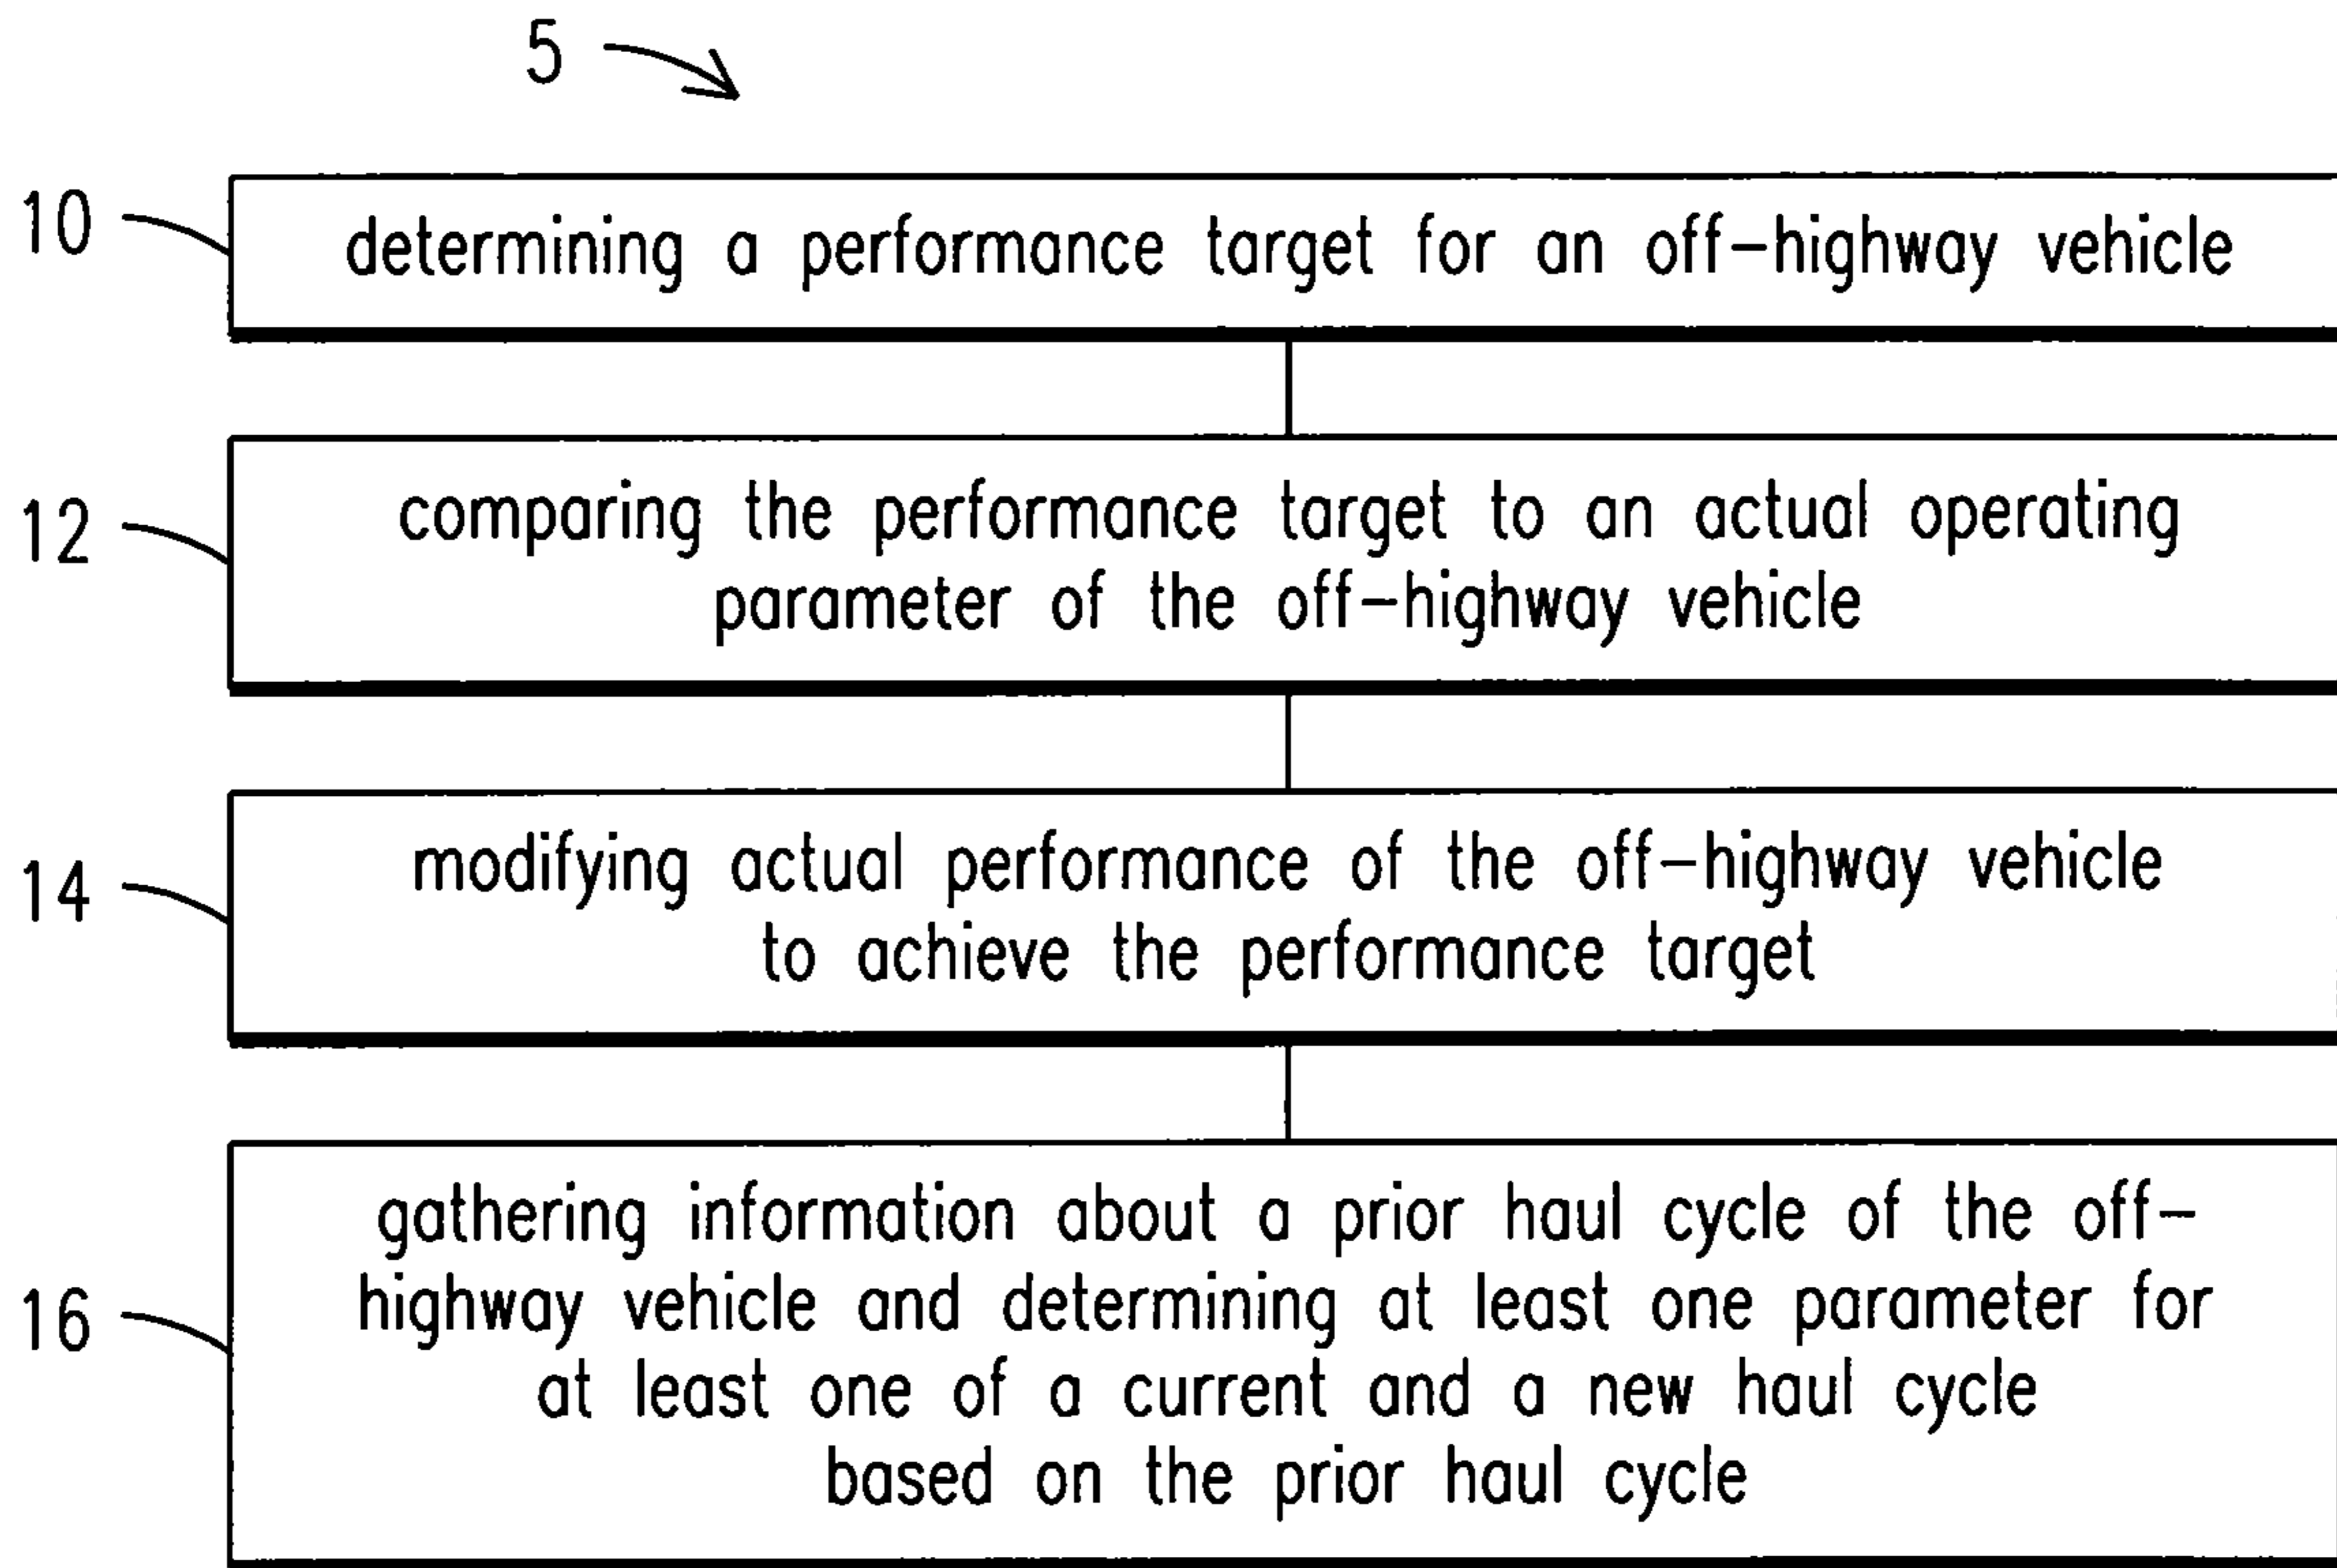 5
10
determining a performance target for an off-highway vehicle
12
comparing the performance target to an actual operating
parameter of the off-highway vehicle
14
modifying actual performance of the off-highway vehicle
to achieve the performance target
16
gathering information about a prior haul cycle of the off-
highway vehicle and determining at least one parameter for
at least one of a current and a new haul cycle
based on the prior haul cycle